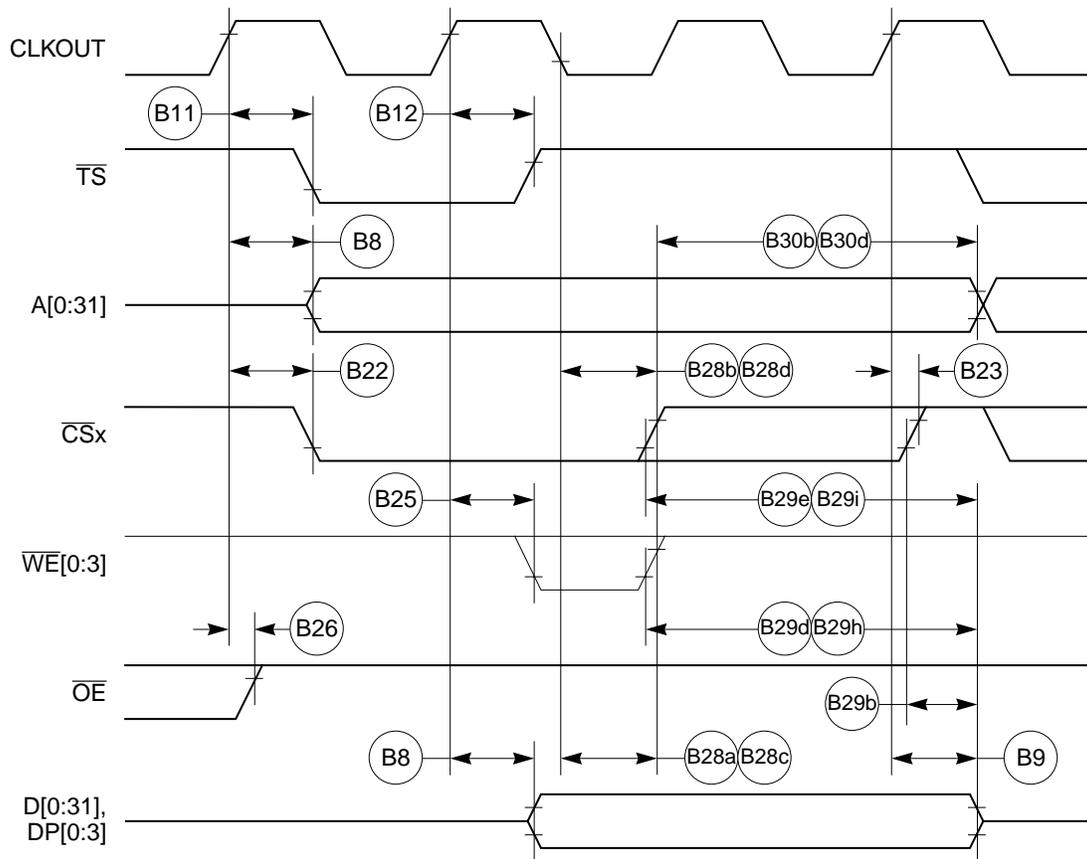 CLKOUT
B11
B12
TS
B8
B30b B30d
A[0:31]
B22
B28b B28d
B23
CSx
B25
B29e B29i
WE[0:3]
B26
B29d B29h
OE
B29b
B8
B28a B28c
B9
D[0:31],
DP[0:3]